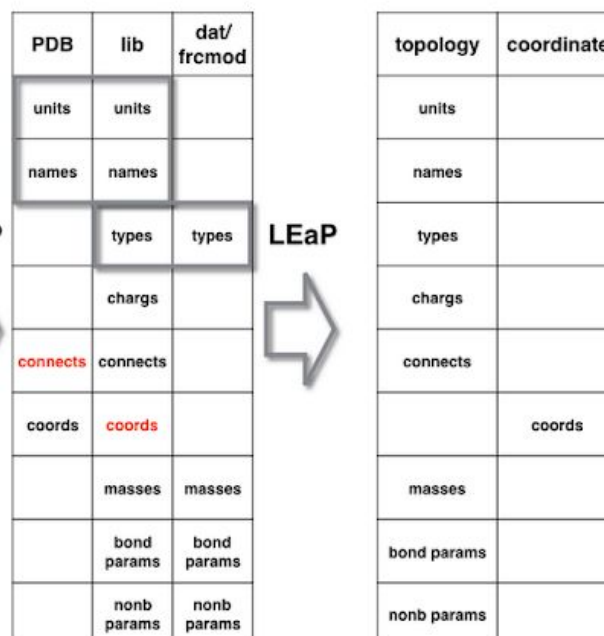 PDB lib dat/ frcmod topology coordinate
units units units
names names names
types types LEaP types
chargs chargs
connects connects connects
coords coords coords
masses masses masses
bond params bond params bond params
nonb params nonb params nonb params